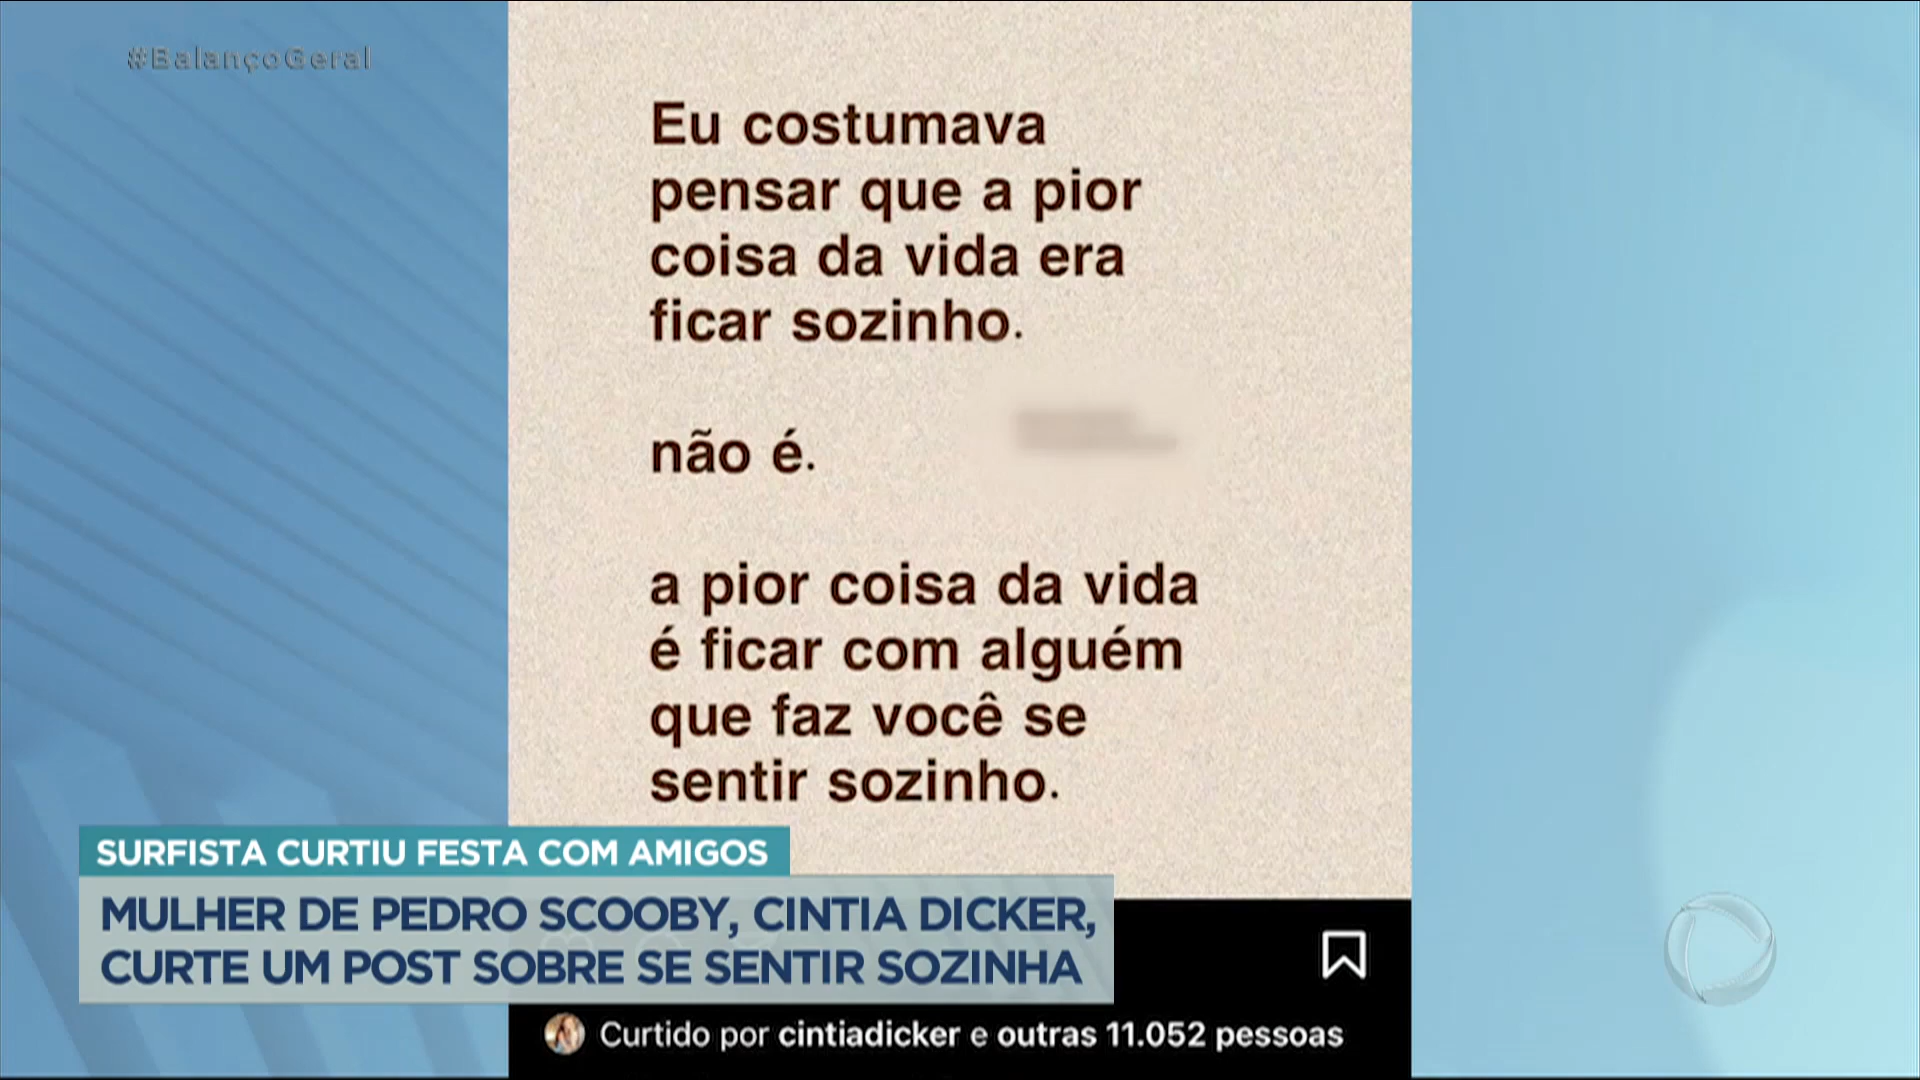 #BalançoGeral
Eu costumava
pensar que a pior
coisa da vida era
ficar sozinho.
não é.
a pior coisa da vida
é ficar com alguém
que faz você se
sentir sozinho.
SURFISTA CURTIU FESTA COM AMIGOS
MULHER DE PEDRO SCOOBY, CINTIA DICKER,
CURTE UM POST SOBRE SE SENTIR SOZINHA
Curtido por cintiadicker e outras 11.052 pessoas